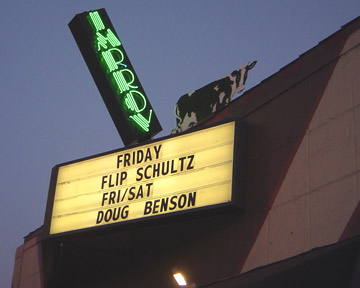 IMPROV
FRIDAY
FLIP SCHULTZ
FRI/SAT
DOUG BENSON